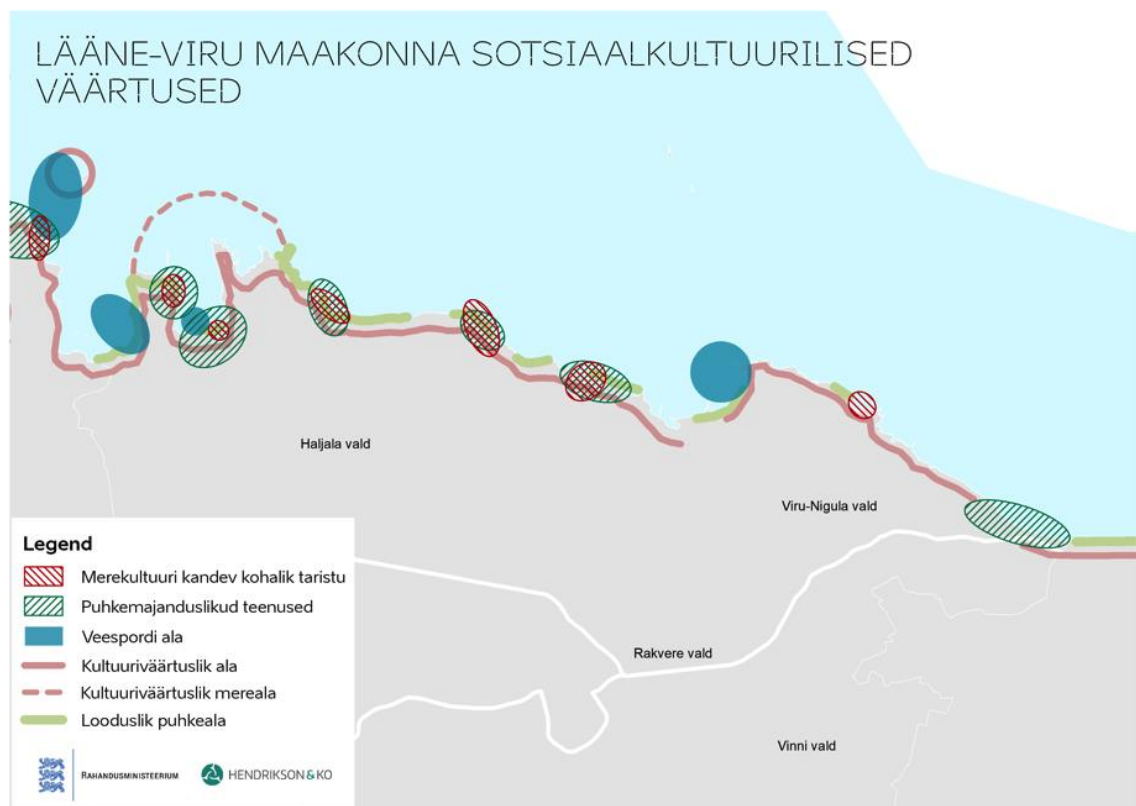 LÄÄNE-VIRU MAAKONNA SOTSIAALKULTUURILISED
VÄÄRTUSED
Haljala vald
Viru-Nigula vald
Rakvere vald
Vinni vald
Legend
Merekultuuri kandev kohalik taristu
Puhkemajanduslikud teenused
Veespordi ala
Kultuuriväärtuslik ala
Kultuuriväärtuslik mereala
Looduslik puhkeala
RAHANDUSMINISTEERIUM
HENDRIKSON & KO